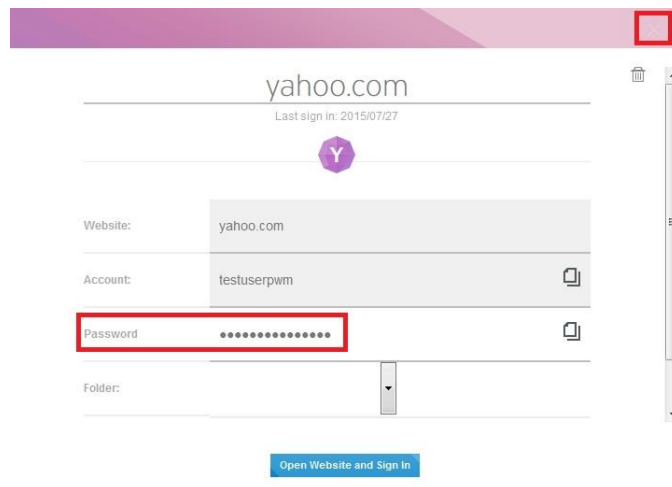 yahoo.com
Last sign in: 2015/07/27
Y
Website: yahoo.com
Account: testuserpwm
Password ●●●●●●●●●●●●●●●
Folder:
Open Website and Sign In